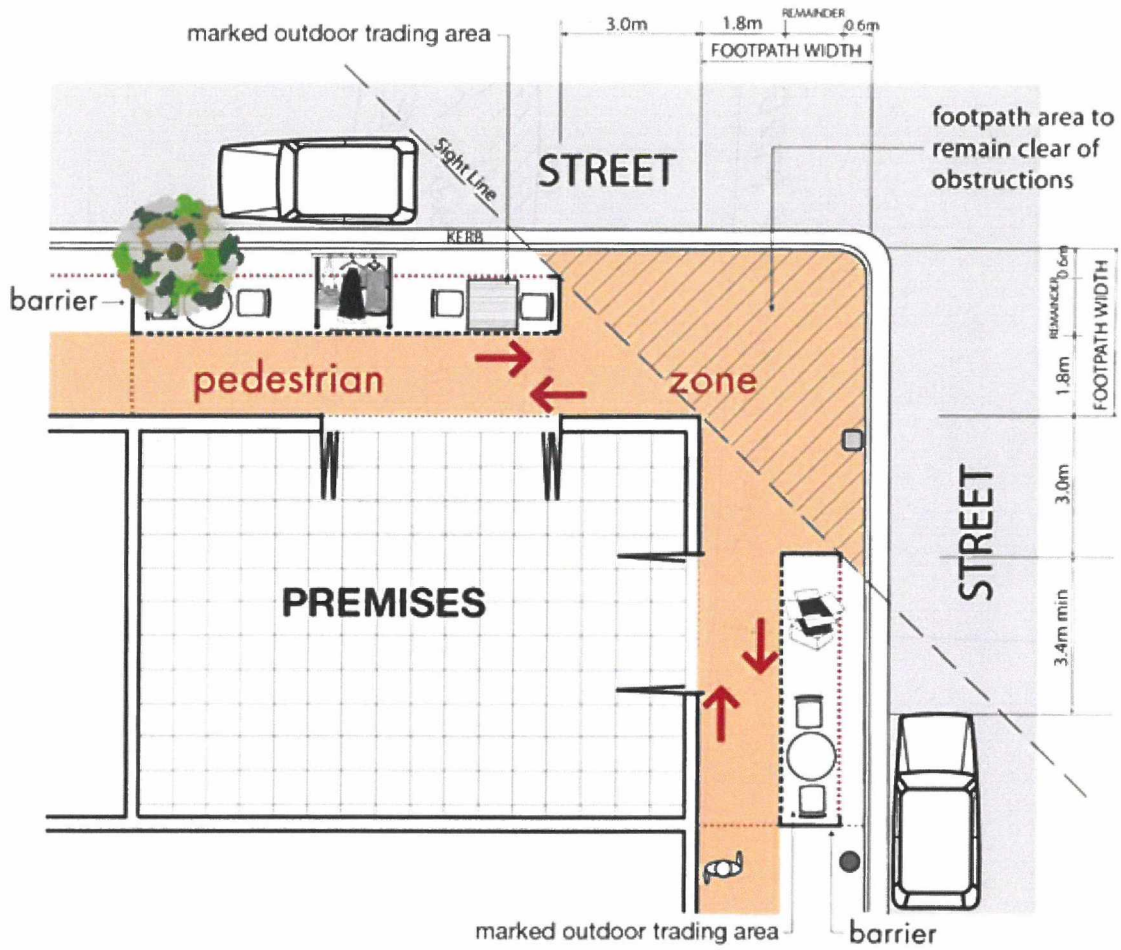 REMAINDER
3.0m
1.8m
0.6m
marked outdoor trading area
FOOTPATH WIDTH
footpath area to
remain clear of
obstructions
Sight Line
STREET
KERB
barrier
0.6m
REMAINDER
1.8m
FOOTPATH WIDTH
pedestrian zone
3.0m
STREET
PREMISES
3.4m min
marked outdoor trading area
barrier